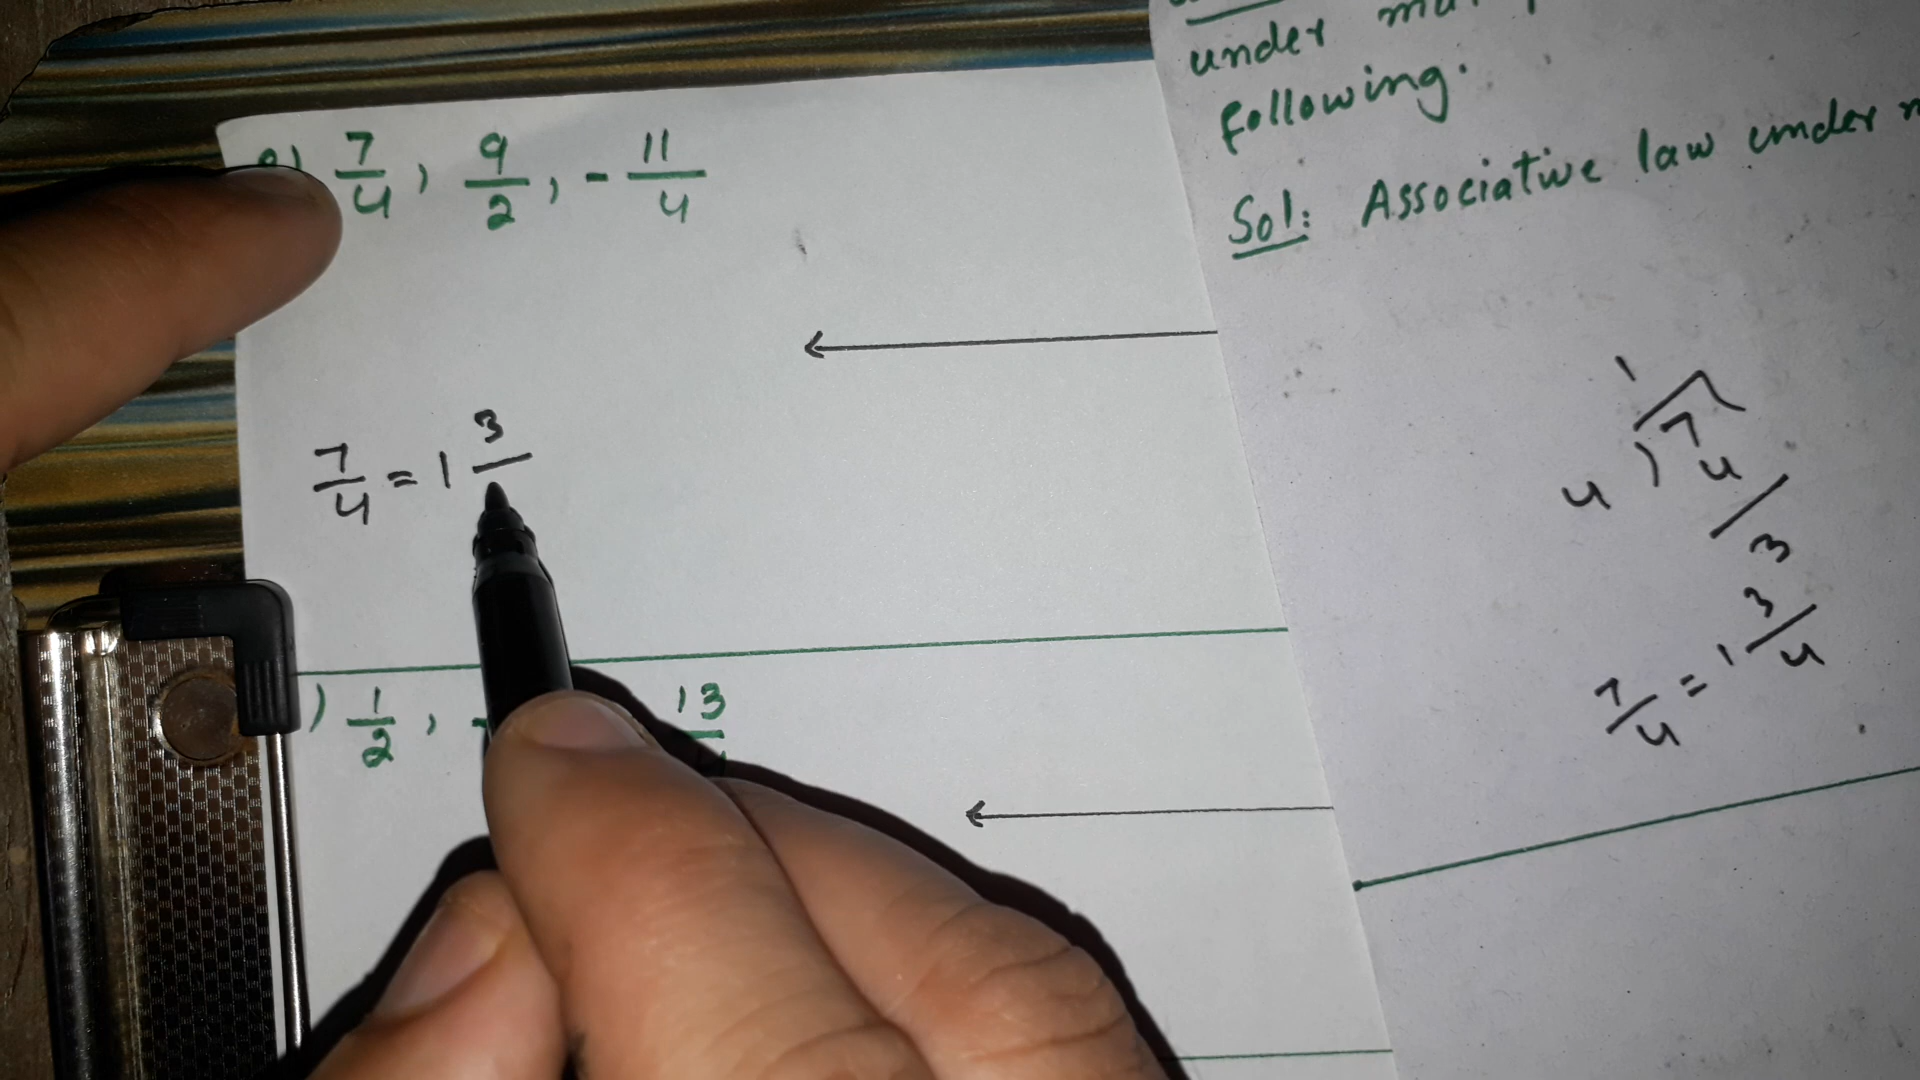 7/4, 9/2, - 11/4
7/4 = 1 3/
) 1/2, - 13
under
following.
Sol: Associative law under
1
4 ) 7
4
3
7/4 = 1 3/4